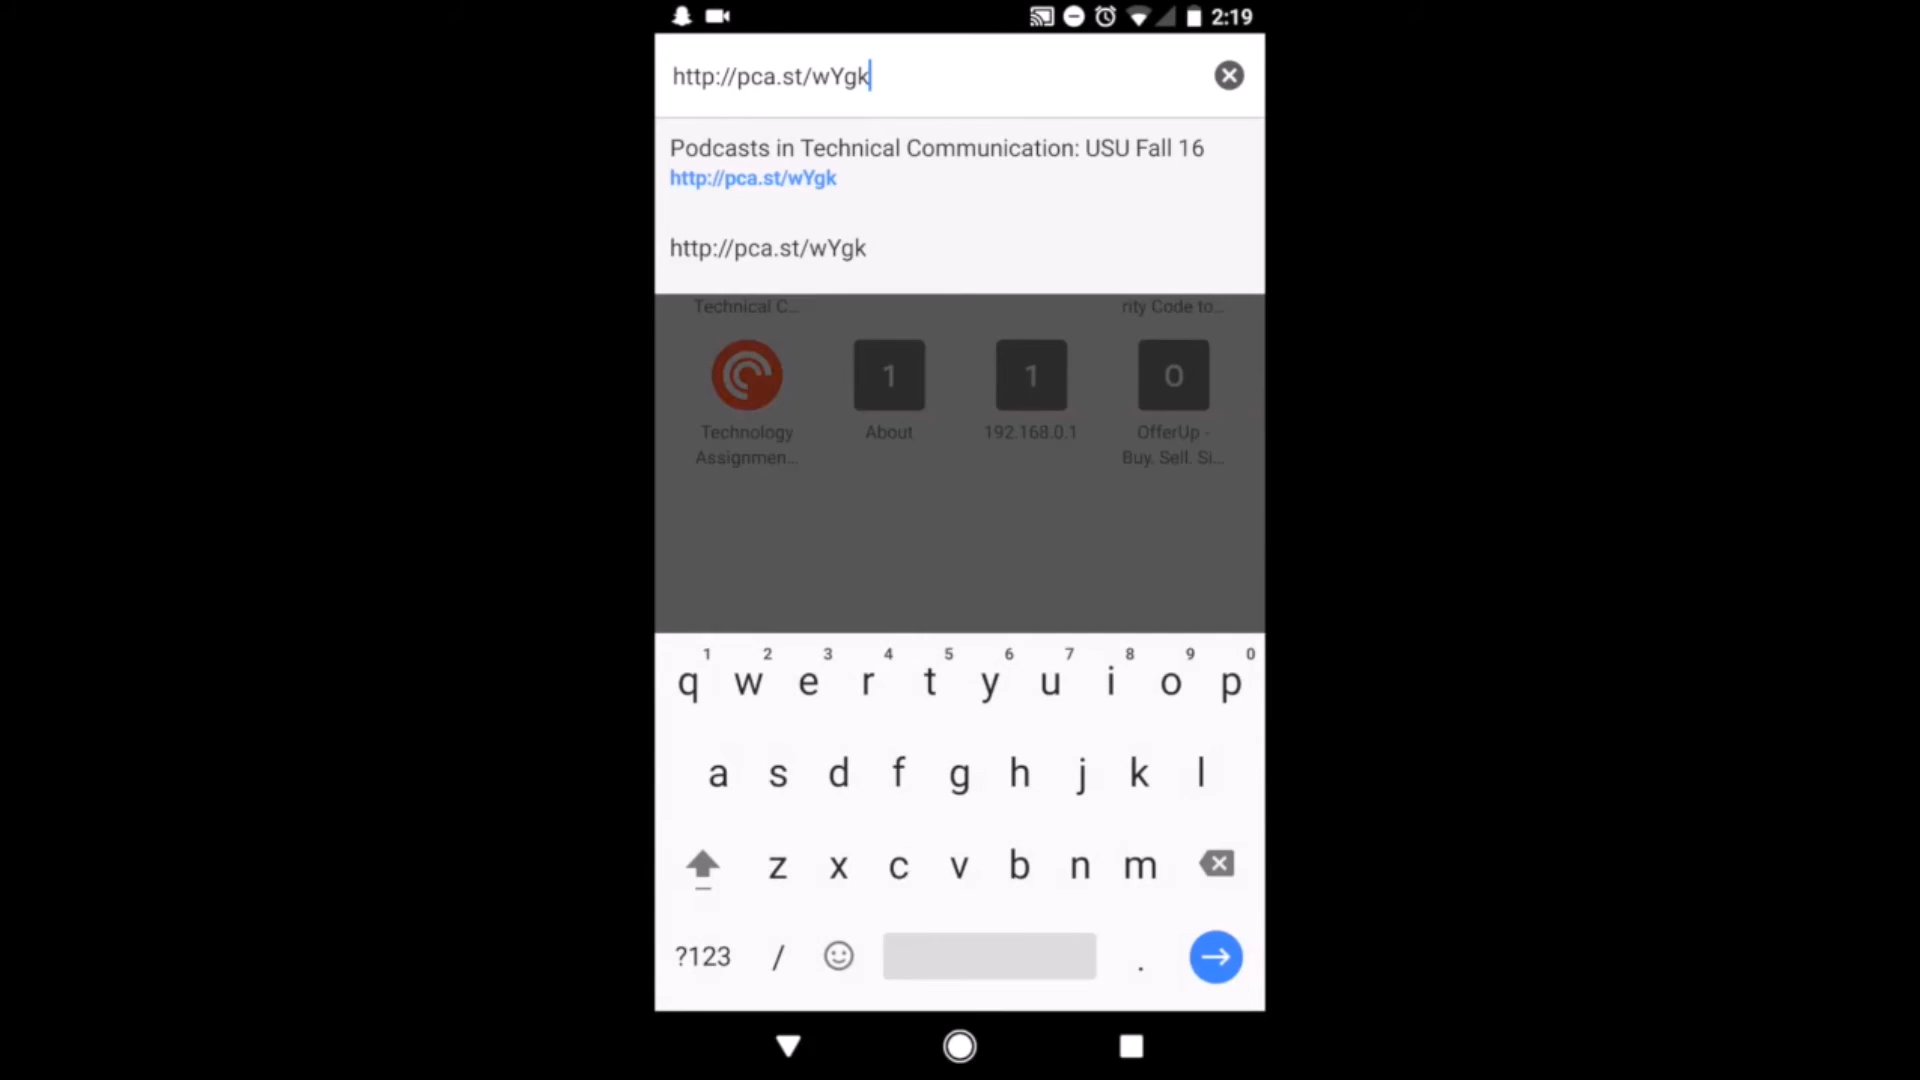 2:19
http://pca.st/wYgk
Podcasts in Technical Communication: USU Fall 16
http://pca.st/wYgk
http://pca.st/wYgk
Technical C... rity Code to...
1 1 O
Technology About 192.168.0.1 OfferUp -
Assignmen... Buy. Sell. Si...
1 2 3 4 5 6 7 8 9 0
q w e r t y u i o p
a s d f g h j k l
z x c v b n m
?123 / .